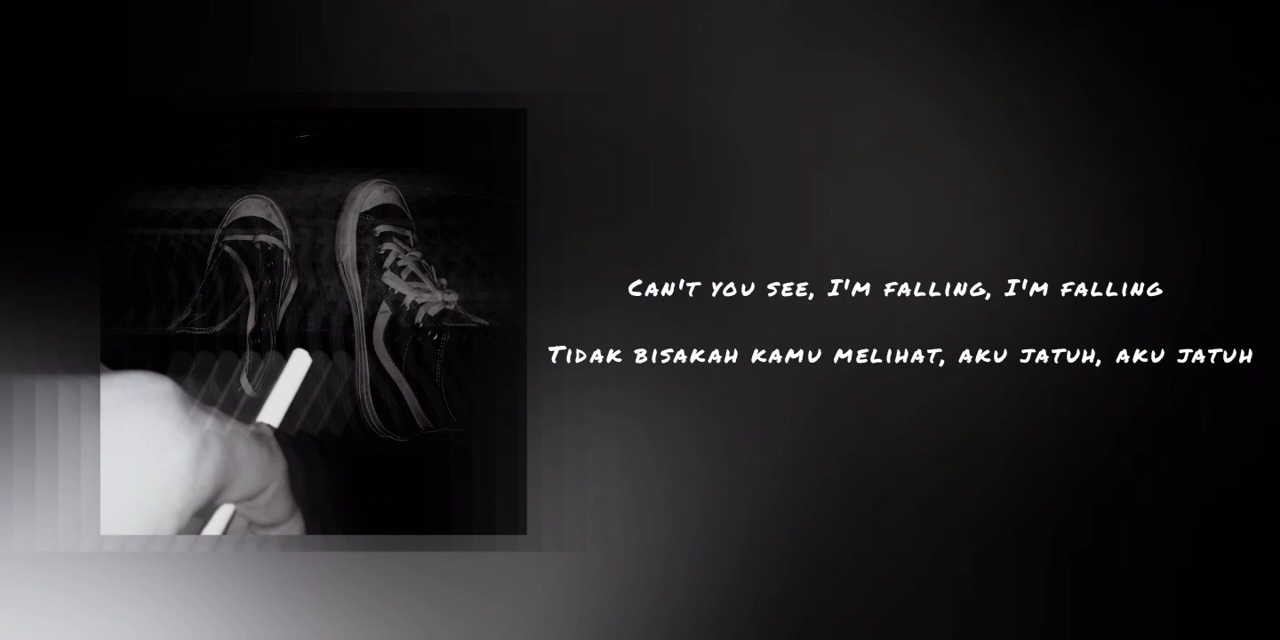 Can't you see, I'm falling, I'm falling
Tidak bisakah kamu melihat, aku jatuh, aku jatuh